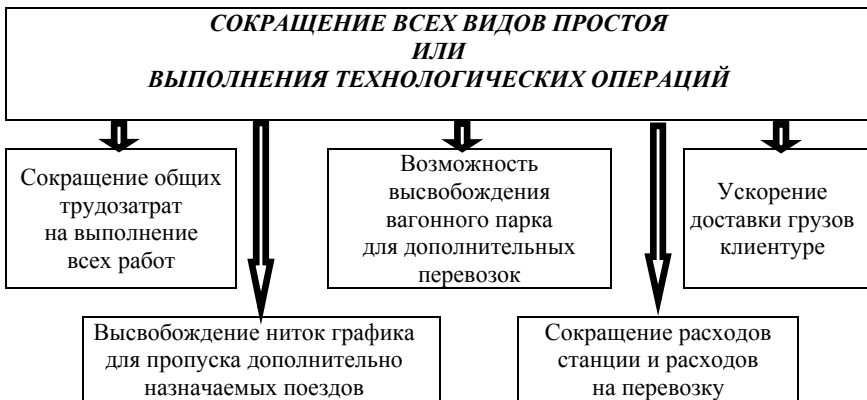 СОКРАЩЕНИЕ ВСЕХ ВИДОВ ПРОСТОЯ
ИЛИ
ВЫПОЛНЕНИЯ ТЕХНОЛОГИЧЕСКИХ ОПЕРАЦИЙ
Сокращение общих
трудозатрат
на выполнение
всех работ
Возможность
высвобождения
вагонного парка
для дополнительных
перевозок
Ускорение
доставки грузов
клиентуре
Высвобождение ниток графика
для пропуска дополнительно
назначаемых поездов
Сокращение расходов
станции и расходов
на перевозку